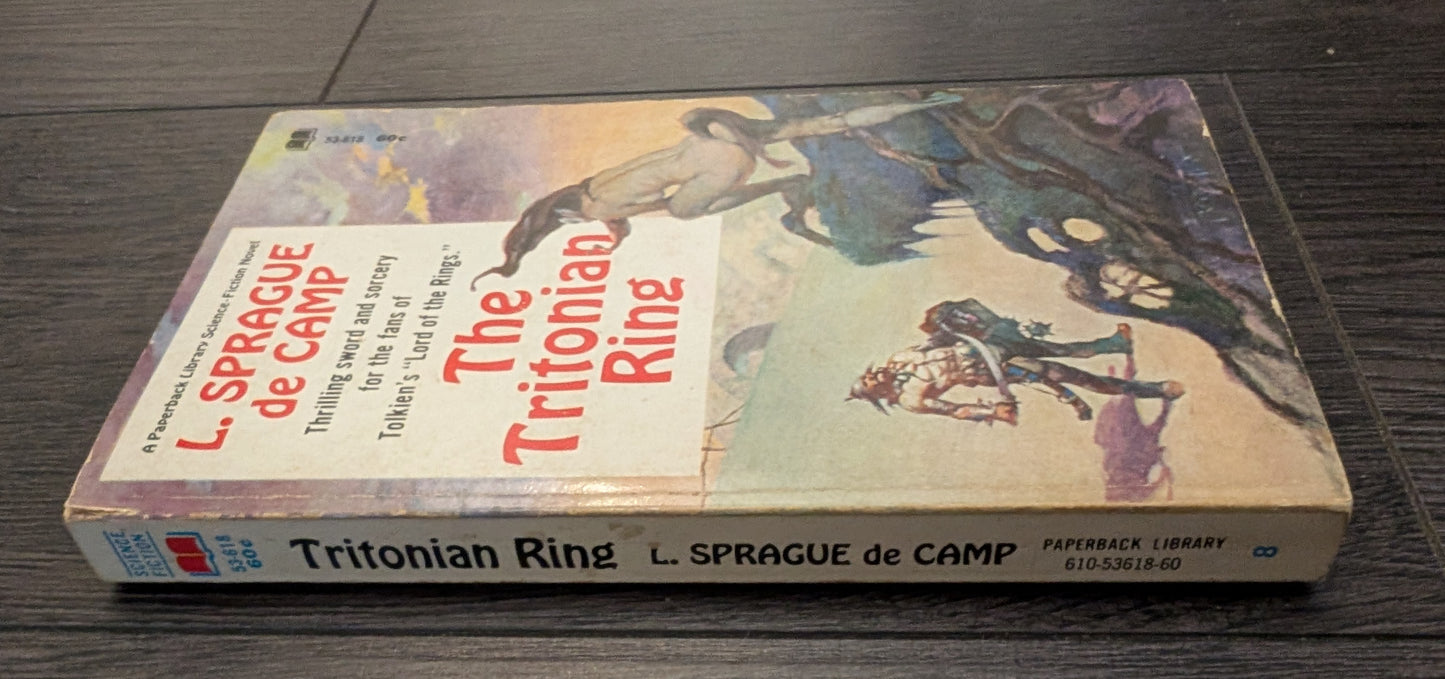 53-618 60¢
A Paperback Library Science-Fiction Novel
L. SPRAGUE
de CAMP
Thrilling sword and sorcery
for the fans of
Tolkien's "Lord of the Rings."
The
Tritonian
Ring
SCIENCE
FICTION
53-618
60¢
Tritonian Ring
L. SPRAGUE de CAMP
PAPERBACK LIBRARY
610-53618-60
8